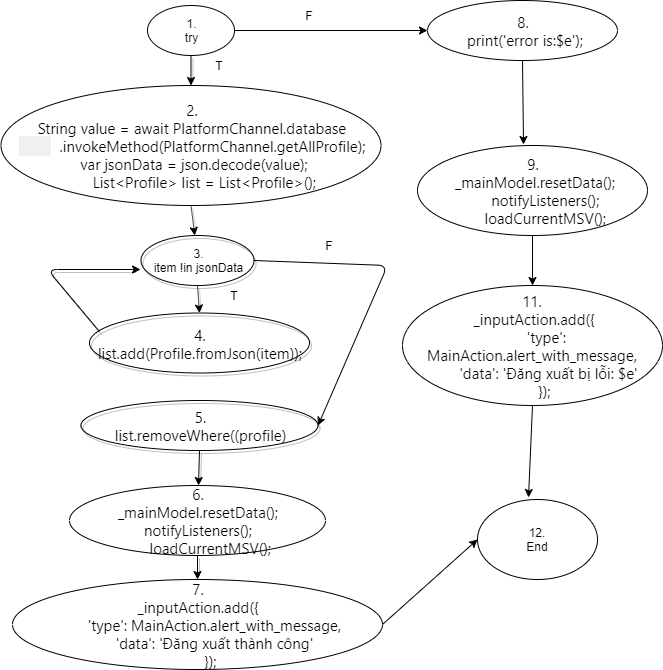 1.
try
F
T
2.
String value = await PlatformChannel.database
.invokeMethod(PlatformChannel.getAllProfile);
var jsonData = json.decode(value);
List<Profile> list = List<Profile>();
3.
item !in jsonData
F
T
4.
list.add(Profile.fromJson(item));
5.
list.removeWhere((profile)
6.
_mainModel.resetData();
notifyListeners();
loadCurrentMSV();
7.
_inputAction.add({
'type': MainAction.alert_with_message,
'data': 'Đăng xuất thành công'
});
8.
print('error is:$e');
9.
_mainModel.resetData();
notifyListeners();
loadCurrentMSV();
11.
_inputAction.add({
'type':
MainAction.alert_with_message,
'data': 'Đăng xuất bị lỗi: $e'
});
12.
End